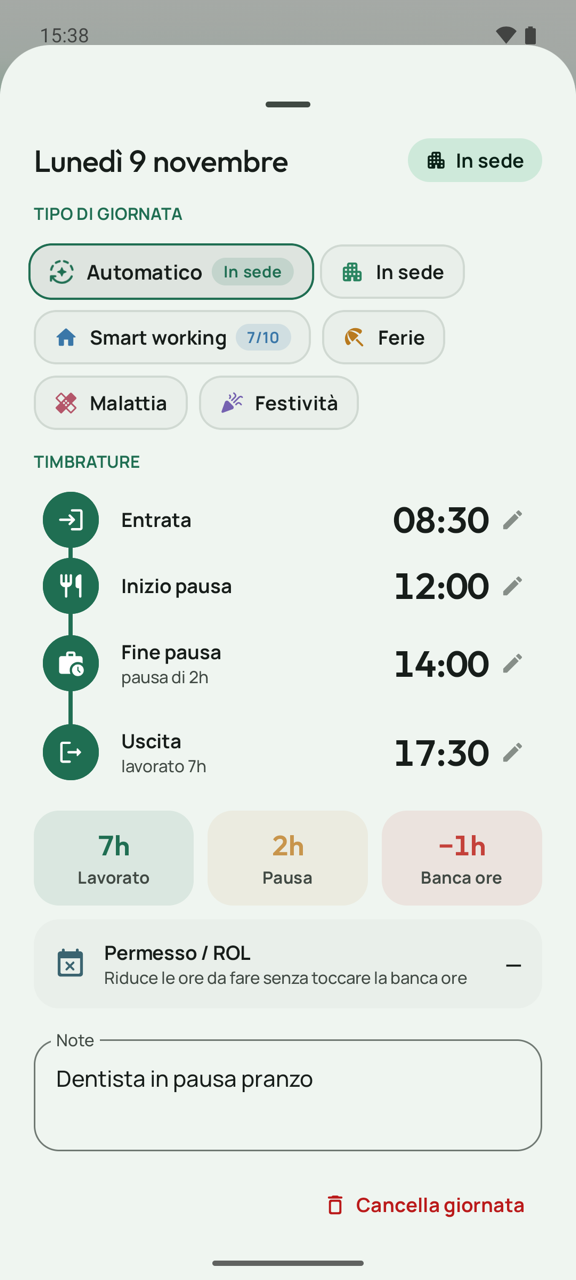 15:38
Lunedì 9 novembre
In sede
TIPO DI GIORNATA
Automatico In sede
In sede
Smart working 7/10
Ferie
Malattia
Festività
TIMBRATURE
Entrata 08:30
Inizio pausa 12:00
Fine pausa 14:00
pausa di 2h
Uscita 17:30
lavorato 7h
7h 2h −1h
Lavorato Pausa Banca ore
Permesso / ROL
Riduce le ore da fare senza toccare la banca ore
–
Note
Dentista in pausa pranzo
Cancella giornata